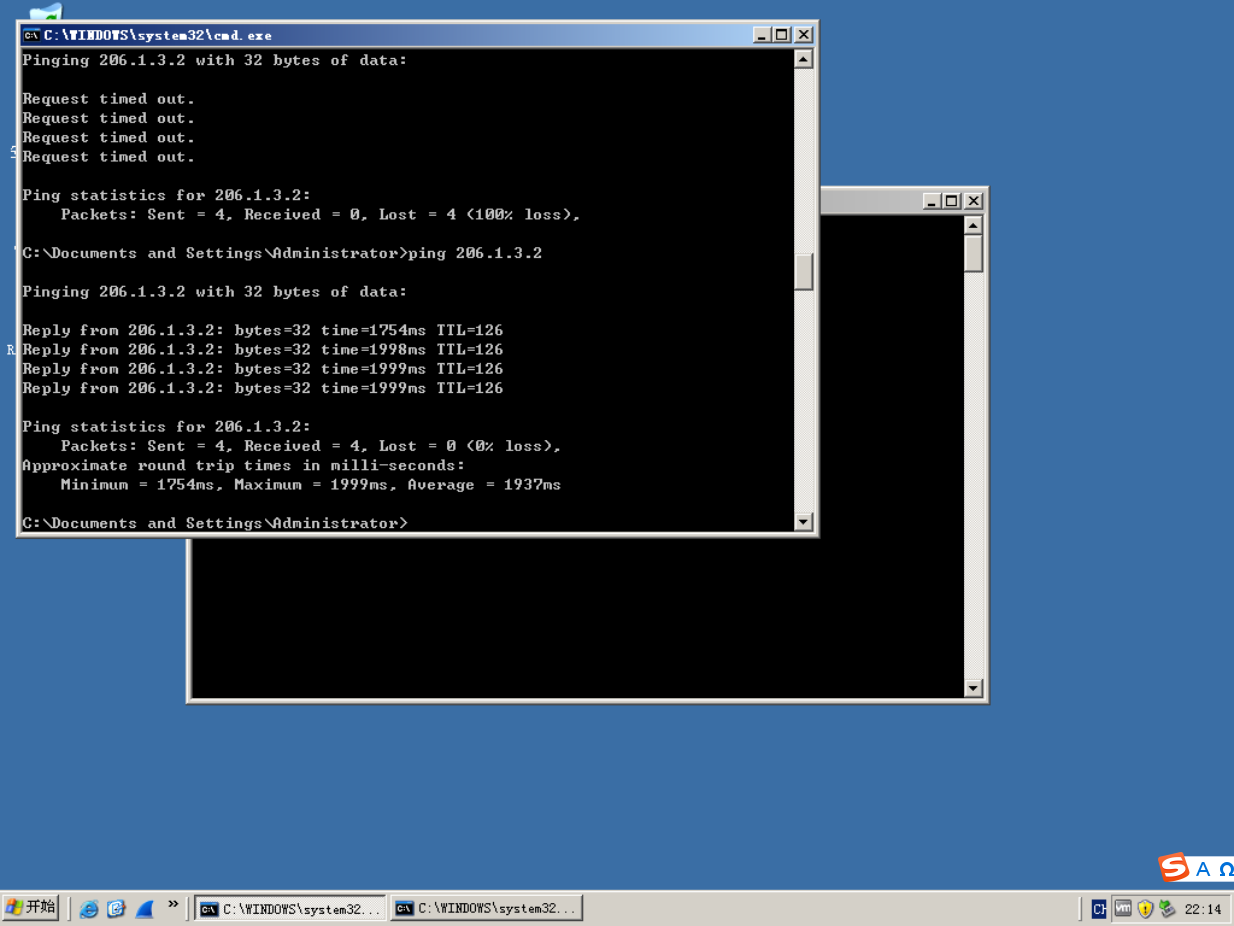 C:\WINDOWS\system32\cmd.exe
Pinging 206.1.3.2 with 32 bytes of data:
Request timed out.
Request timed out.
Request timed out.
Request timed out.
Ping statistics for 206.1.3.2:
Packets: Sent = 4, Received = 0, Lost = 4 (100% loss),
C:\Documents and Settings\Administrator>ping 206.1.3.2
Pinging 206.1.3.2 with 32 bytes of data:
Reply from 206.1.3.2: bytes=32 time=1754ms TTL=126
Reply from 206.1.3.2: bytes=32 time=1998ms TTL=126
Reply from 206.1.3.2: bytes=32 time=1999ms TTL=126
Reply from 206.1.3.2: bytes=32 time=1999ms TTL=126
Ping statistics for 206.1.3.2:
Packets: Sent = 4, Received = 4, Lost = 0 (0% loss),
Approximate round trip times in milli-seconds:
Minimum = 1754ms, Maximum = 1999ms, Average = 1937ms
C:\Documents and Settings\Administrator>
R
S A Ω
开始 » C:\WINDOWS\system32... C:\WINDOWS\system32... CH vm 22:14